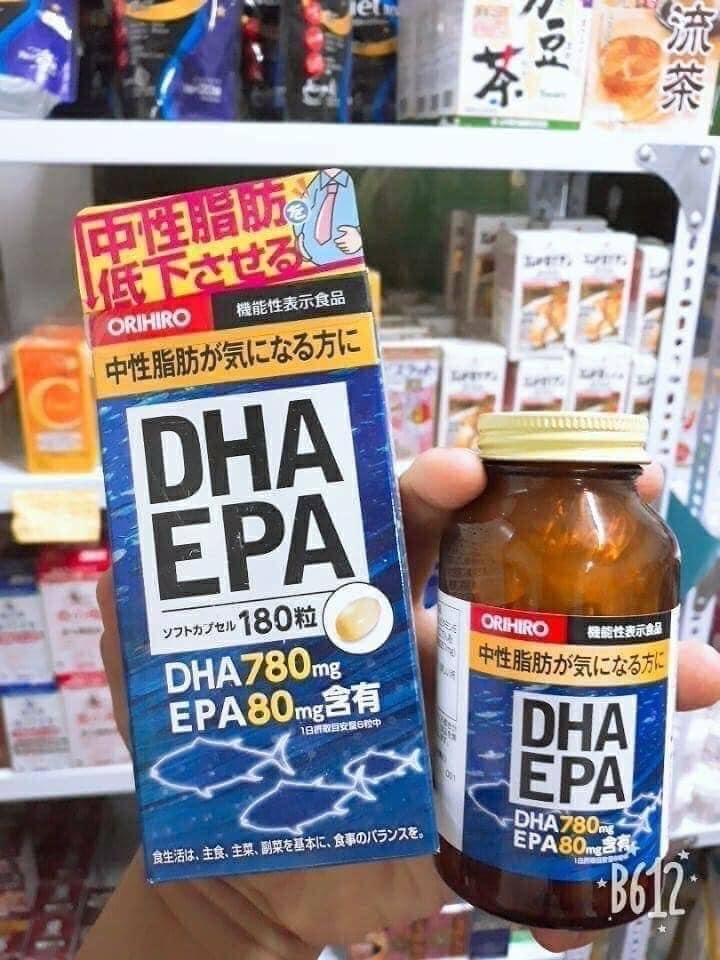 流茶
豆
茶
中性脂肪を
低下させる
ORIHIRO
機能性表示食品
中性脂肪が気になる方に
DHA
EPA
ソフトカプセル 180粒
DHA780mg
EPA80mg含有
1日摂取目安量6粒中
食生活は、主食、主菜、副菜を基本に、食事のバランスを。
C
ORIHIRO
機能性表示食品
中性脂肪が気になる方に
DHA
EPA
DHA780mg
EPA80mg含有
B612